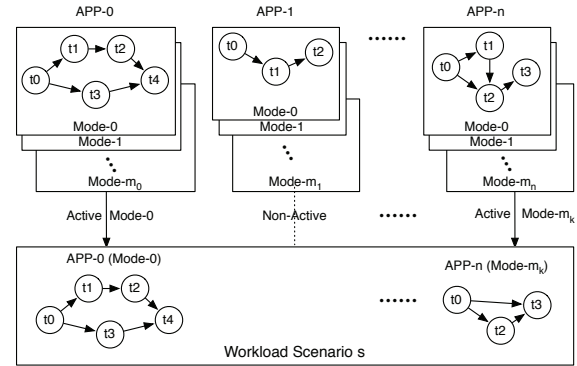 APP-0
APP-1
APP-n
t0
t1
t2
t3
t4
Mode-0
Mode-1
Mode-m0
t0
t1
t2
Mode-0
Mode-1
Mode-m1
t0
t1
t2
t3
Mode-0
Mode-1
Mode-mn
Active Mode-0
Non-Active
Active Mode-mk
APP-0 (Mode-0)
t0
t1
t2
t3
t4
APP-n (Mode-mk)
t0
t2
t3
Workload Scenario s